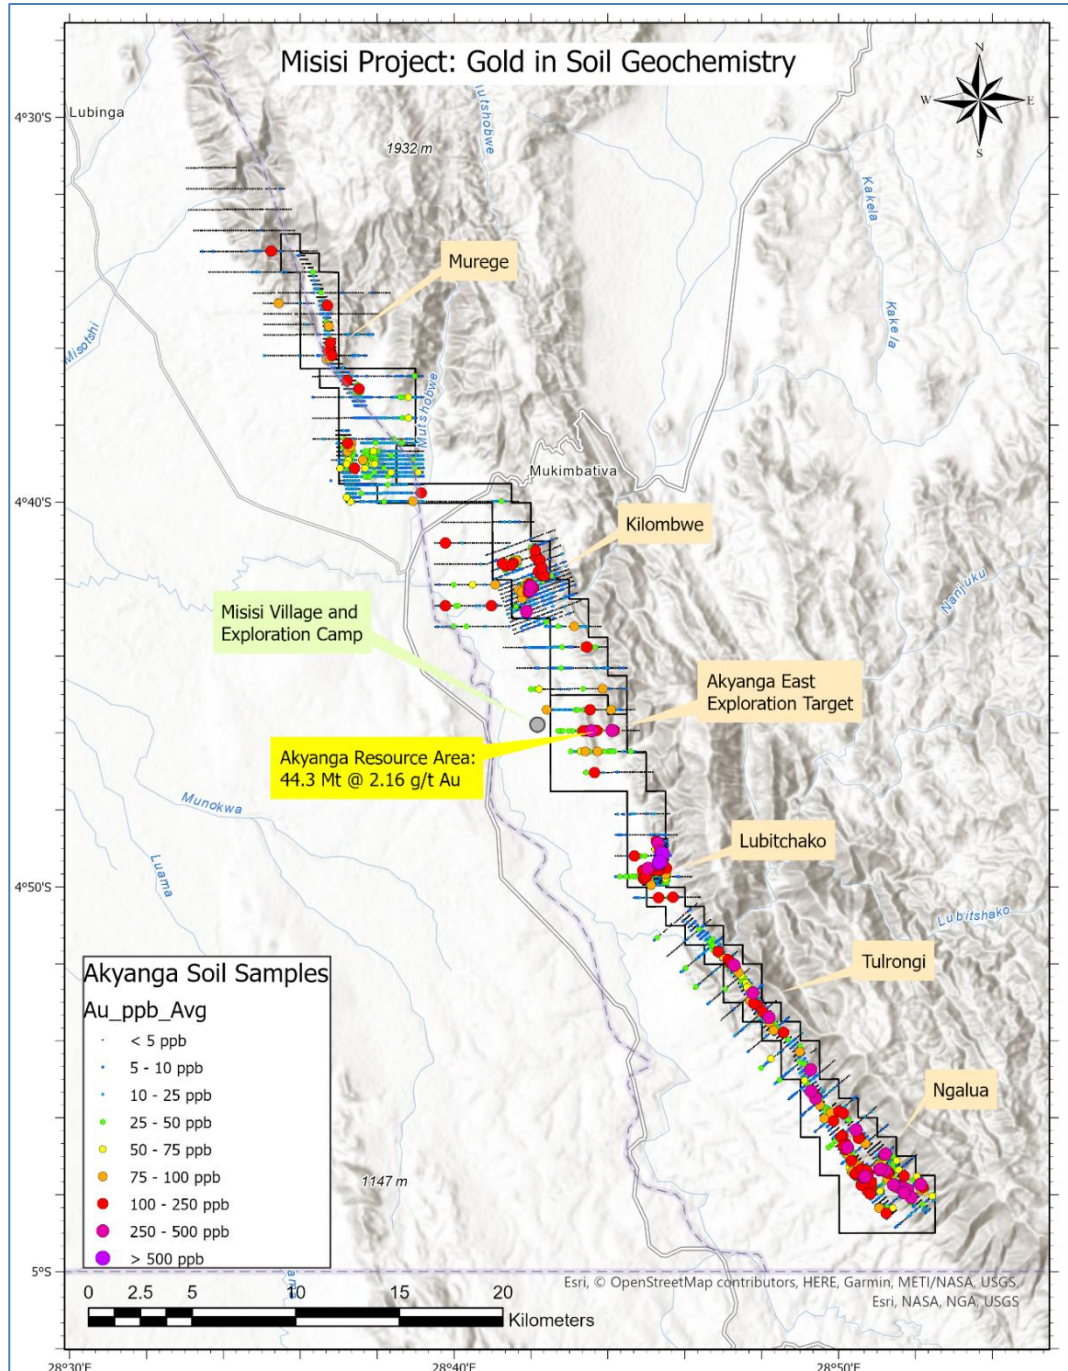 Misisi Project: Gold in Soil Geochemistry
N
W
E
S
4°30'S
Lubinga
1932 m
Kakela
Murege
Kakela
Misotshi
Mutshobwe
Mukimbativa
4°40'S
Kilombwe
Nanjuku
Misisi Village and
Exploration Camp
Akyanga East
Exploration Target
Akyanga Resource Area:
44.3 Mt @ 2.16 g/t Au
Munokwa
Luama
Lubitchako
4°50'S
Lubitshako
Tulrongi
Ngalua
1147 m
Akyanga Soil Samples
Au_ppb_Avg
< 5 ppb
5 - 10 ppb
10 - 25 ppb
25 - 50 ppb
50 - 75 ppb
75 - 100 ppb
100 - 250 ppb
250 - 500 ppb
> 500 ppb
5°S
0 2.5 5 10 15 20
Kilometers
Esri, © OpenStreetMap contributors, HERE, Garmin, METI/NASA, USGS,
Esri, NASA, NGA, USGS
28°30'E
28°40'E
28°50'E